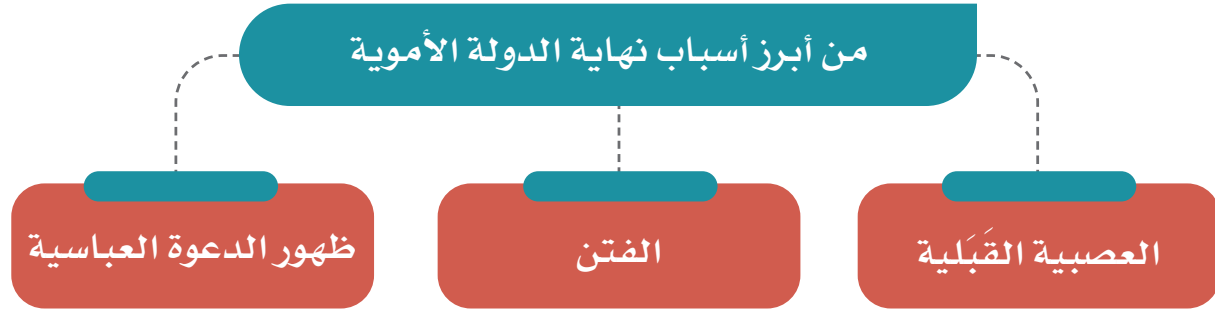 من أبرز أسباب نهاية الدولة الأموية
العصبية القَبَلية
الفتن
ظهور الدعوة العباسية